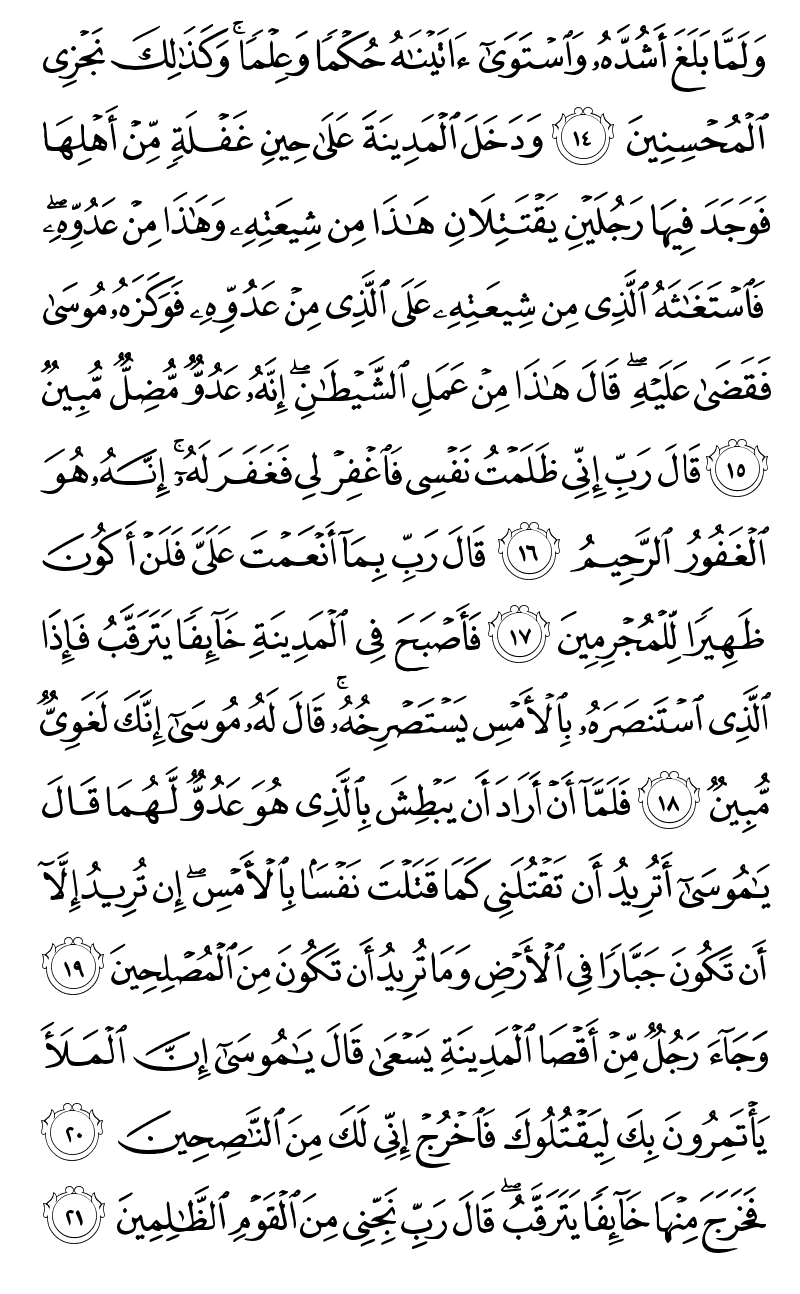 وَلَمَّا بَلَغَ أَشُدَّهُۥ وَٱسْتَوَىٰٓ ءَاتَيْنَٰهُ حُكْمًا وَعِلْمًا ۚ وَكَذَٰلِكَ نَجْزِى
ٱلْمُحْسِنِينَ ١٤ وَدَخَلَ ٱلْمَدِينَةَ عَلَىٰ حِينِ غَفْلَةٍ مِّنْ أَهْلِهَا
فَوَجَدَ فِيهَا رَجُلَيْنِ يَقْتَتِلَانِ هَٰذَا مِن شِيعَتِهِۦ وَهَٰذَا مِنْ عَدُوِّهِۦ ۖ
فَٱسْتَغَٰثَهُ ٱلَّذِى مِن شِيعَتِهِۦ عَلَى ٱلَّذِى مِنْ عَدُوِّهِۦ فَوَكَزَهُۥ مُوسَىٰ
فَقَضَىٰ عَلَيْهِ ۖ قَالَ هَٰذَا مِنْ عَمَلِ ٱلشَّيْطَٰنِ ۖ إِنَّهُۥ عَدُوٌّ مُّضِلٌّ مُّبِينٌ
١٥ قَالَ رَبِّ إِنِّى ظَلَمْتُ نَفْسِى فَٱغْفِرْ لِى فَغَفَرَ لَهُۥٓ ۚ إِنَّهُۥ هُوَ
ٱلْغَفُورُ ٱلرَّحِيمُ ١٦ قَالَ رَبِّ بِمَآ أَنْعَمْتَ عَلَىَّ فَلَنْ أَكُونَ
ظَهِيرًا لِّلْمُجْرِمِينَ ١٧ فَأَصْبَحَ فِى ٱلْمَدِينَةِ خَآئِفًا يَتَرَقَّبُ فَإِذَا
ٱلَّذِى ٱسْتَنصَرَهُۥ بِٱلْأَمْسِ يَسْتَصْرِخُهُۥ ۚ قَالَ لَهُۥ مُوسَىٰٓ إِنَّكَ لَغَوِىٌّ
مُّبِينٌ ١٨ فَلَمَّآ أَنْ أَرَادَ أَن يَبْطِشَ بِٱلَّذِى هُوَ عَدُوٌّ لَّهُمَا قَالَ
يَٰمُوسَىٰٓ أَتُرِيدُ أَن تَقْتُلَنِى كَمَا قَتَلْتَ نَفْسًۢا بِٱلْأَمْسِ ۖ إِن تُرِيدُ إِلَّآ
أَن تَكُونَ جَبَّارًا فِى ٱلْأَرْضِ وَمَا تُرِيدُ أَن تَكُونَ مِنَ ٱلْمُصْلِحِينَ ١٩
وَجَآءَ رَجُلٌ مِّنْ أَقْصَا ٱلْمَدِينَةِ يَسْعَىٰ قَالَ يَٰمُوسَىٰٓ إِنَّ ٱلْمَلَأَ
يَأْتَمِرُونَ بِكَ لِيَقْتُلُوكَ فَٱخْرُجْ إِنِّى لَكَ مِنَ ٱلنَّٰصِحِينَ ٢٠
فَخَرَجَ مِنْهَا خَآئِفًا يَتَرَقَّبُ ۖ قَالَ رَبِّ نَجِّنِى مِنَ ٱلْقَوْمِ ٱلظَّٰلِمِينَ ٢١